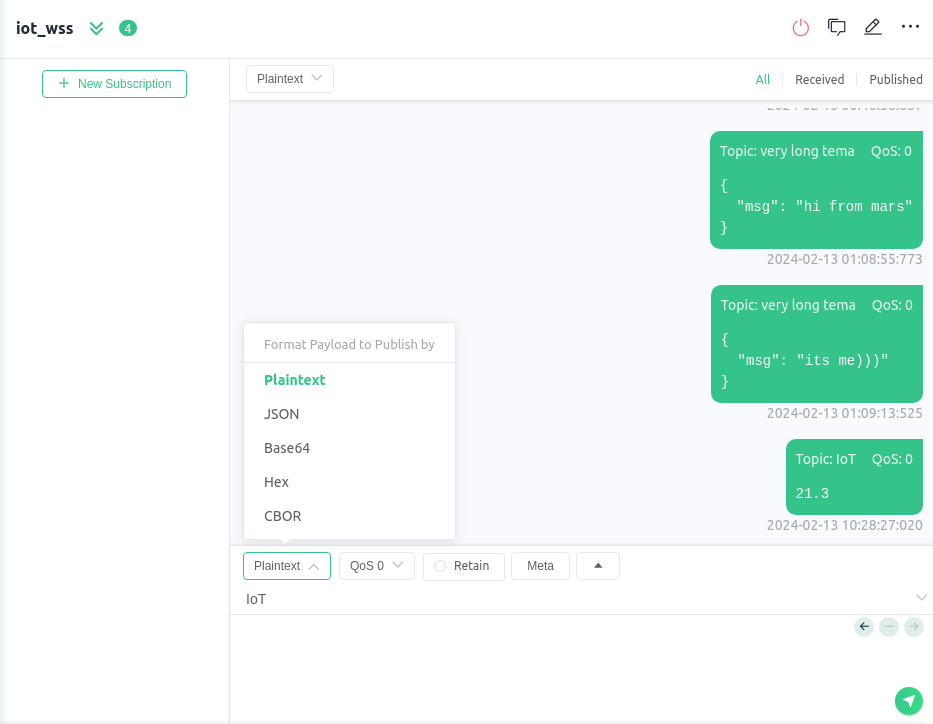 iot_wss 4
New Subscription
Plaintext
All Received Published
Topic: very long tema QoS: 0
{
"msg": "hi from mars"
}
2024-02-13 01:08:55:773
Topic: very long tema QoS: 0
{
"msg": "its me)))"
}
2024-02-13 01:09:13:525
Topic: IoT QoS: 0
21.3
2024-02-13 10:28:27:020
Format Payload to Publish by
Plaintext
JSON
Base64
Hex
CBOR
Plaintext QoS 0 Retain Meta
IoT